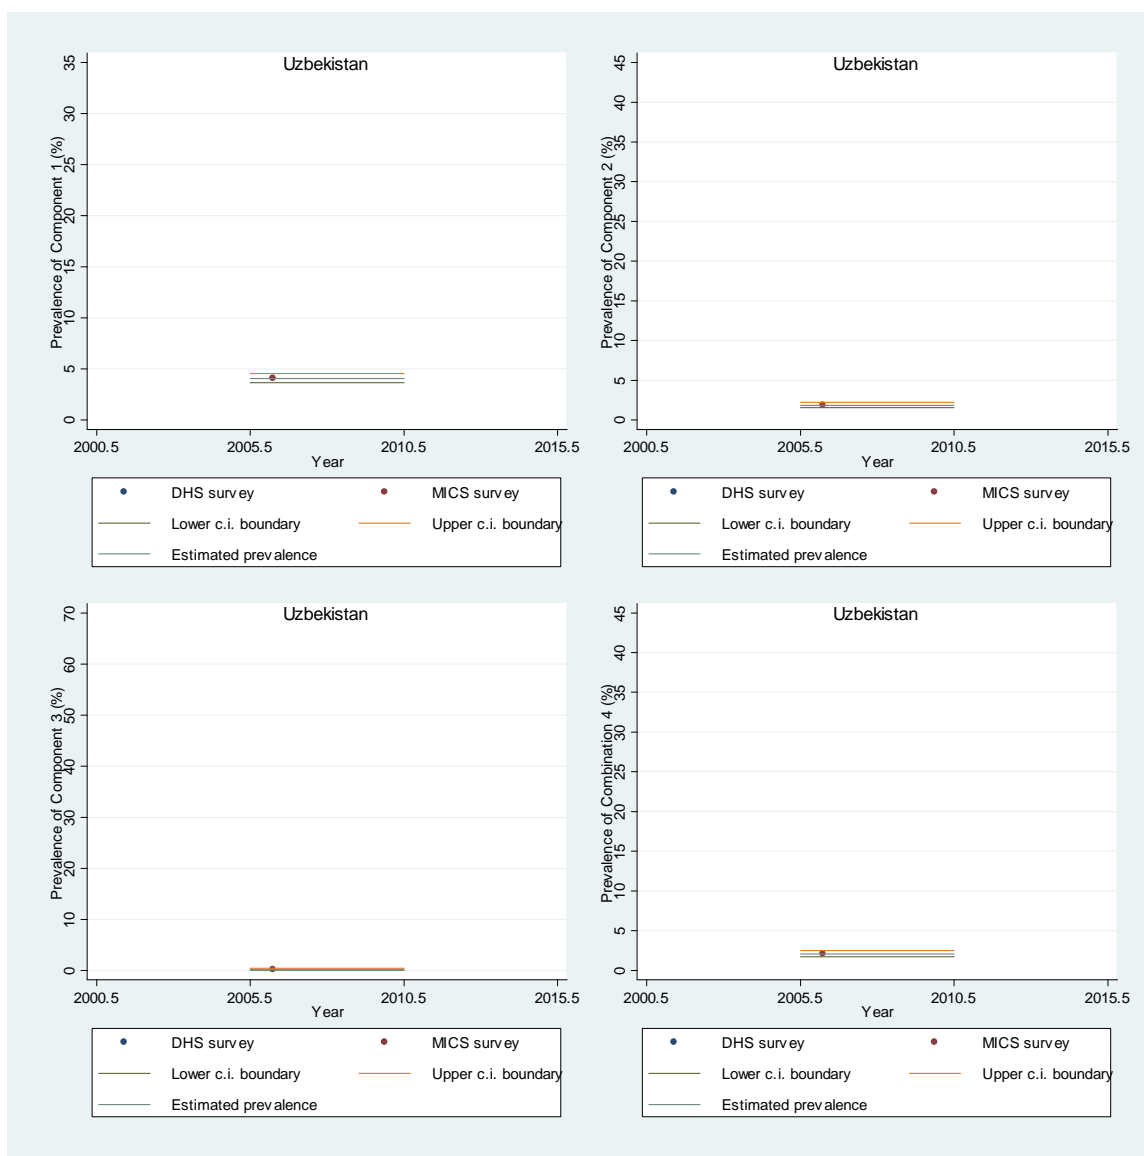 Uzbekistan
Prevalence of Component 1 (%)
35
30
25
20
15
10
5
0
2000.5 2005.5 2010.5 2015.5
Year
DHS survey MICS survey
Lower c.i. boundary Upper c.i. boundary
Estimated prevalence
Uzbekistan
Prevalence of Component 2 (%)
45
40
35
30
25
20
15
10
5
0
2000.5 2005.5 2010.5 2015.5
Year
DHS survey MICS survey
Lower c.i. boundary Upper c.i. boundary
Estimated prevalence
Uzbekistan
Prevalence of Component 3 (%)
70
60
50
40
30
20
10
0
2000.5 2005.5 2010.5 2015.5
Year
DHS survey MICS survey
Lower c.i. boundary Upper c.i. boundary
Estimated prevalence
Uzbekistan
Prevalence of Combination 4 (%)
45
40
35
30
25
20
15
10
5
0
2000.5 2005.5 2010.5 2015.5
Year
DHS survey MICS survey
Lower c.i. boundary Upper c.i. boundary
Estimated prevalence